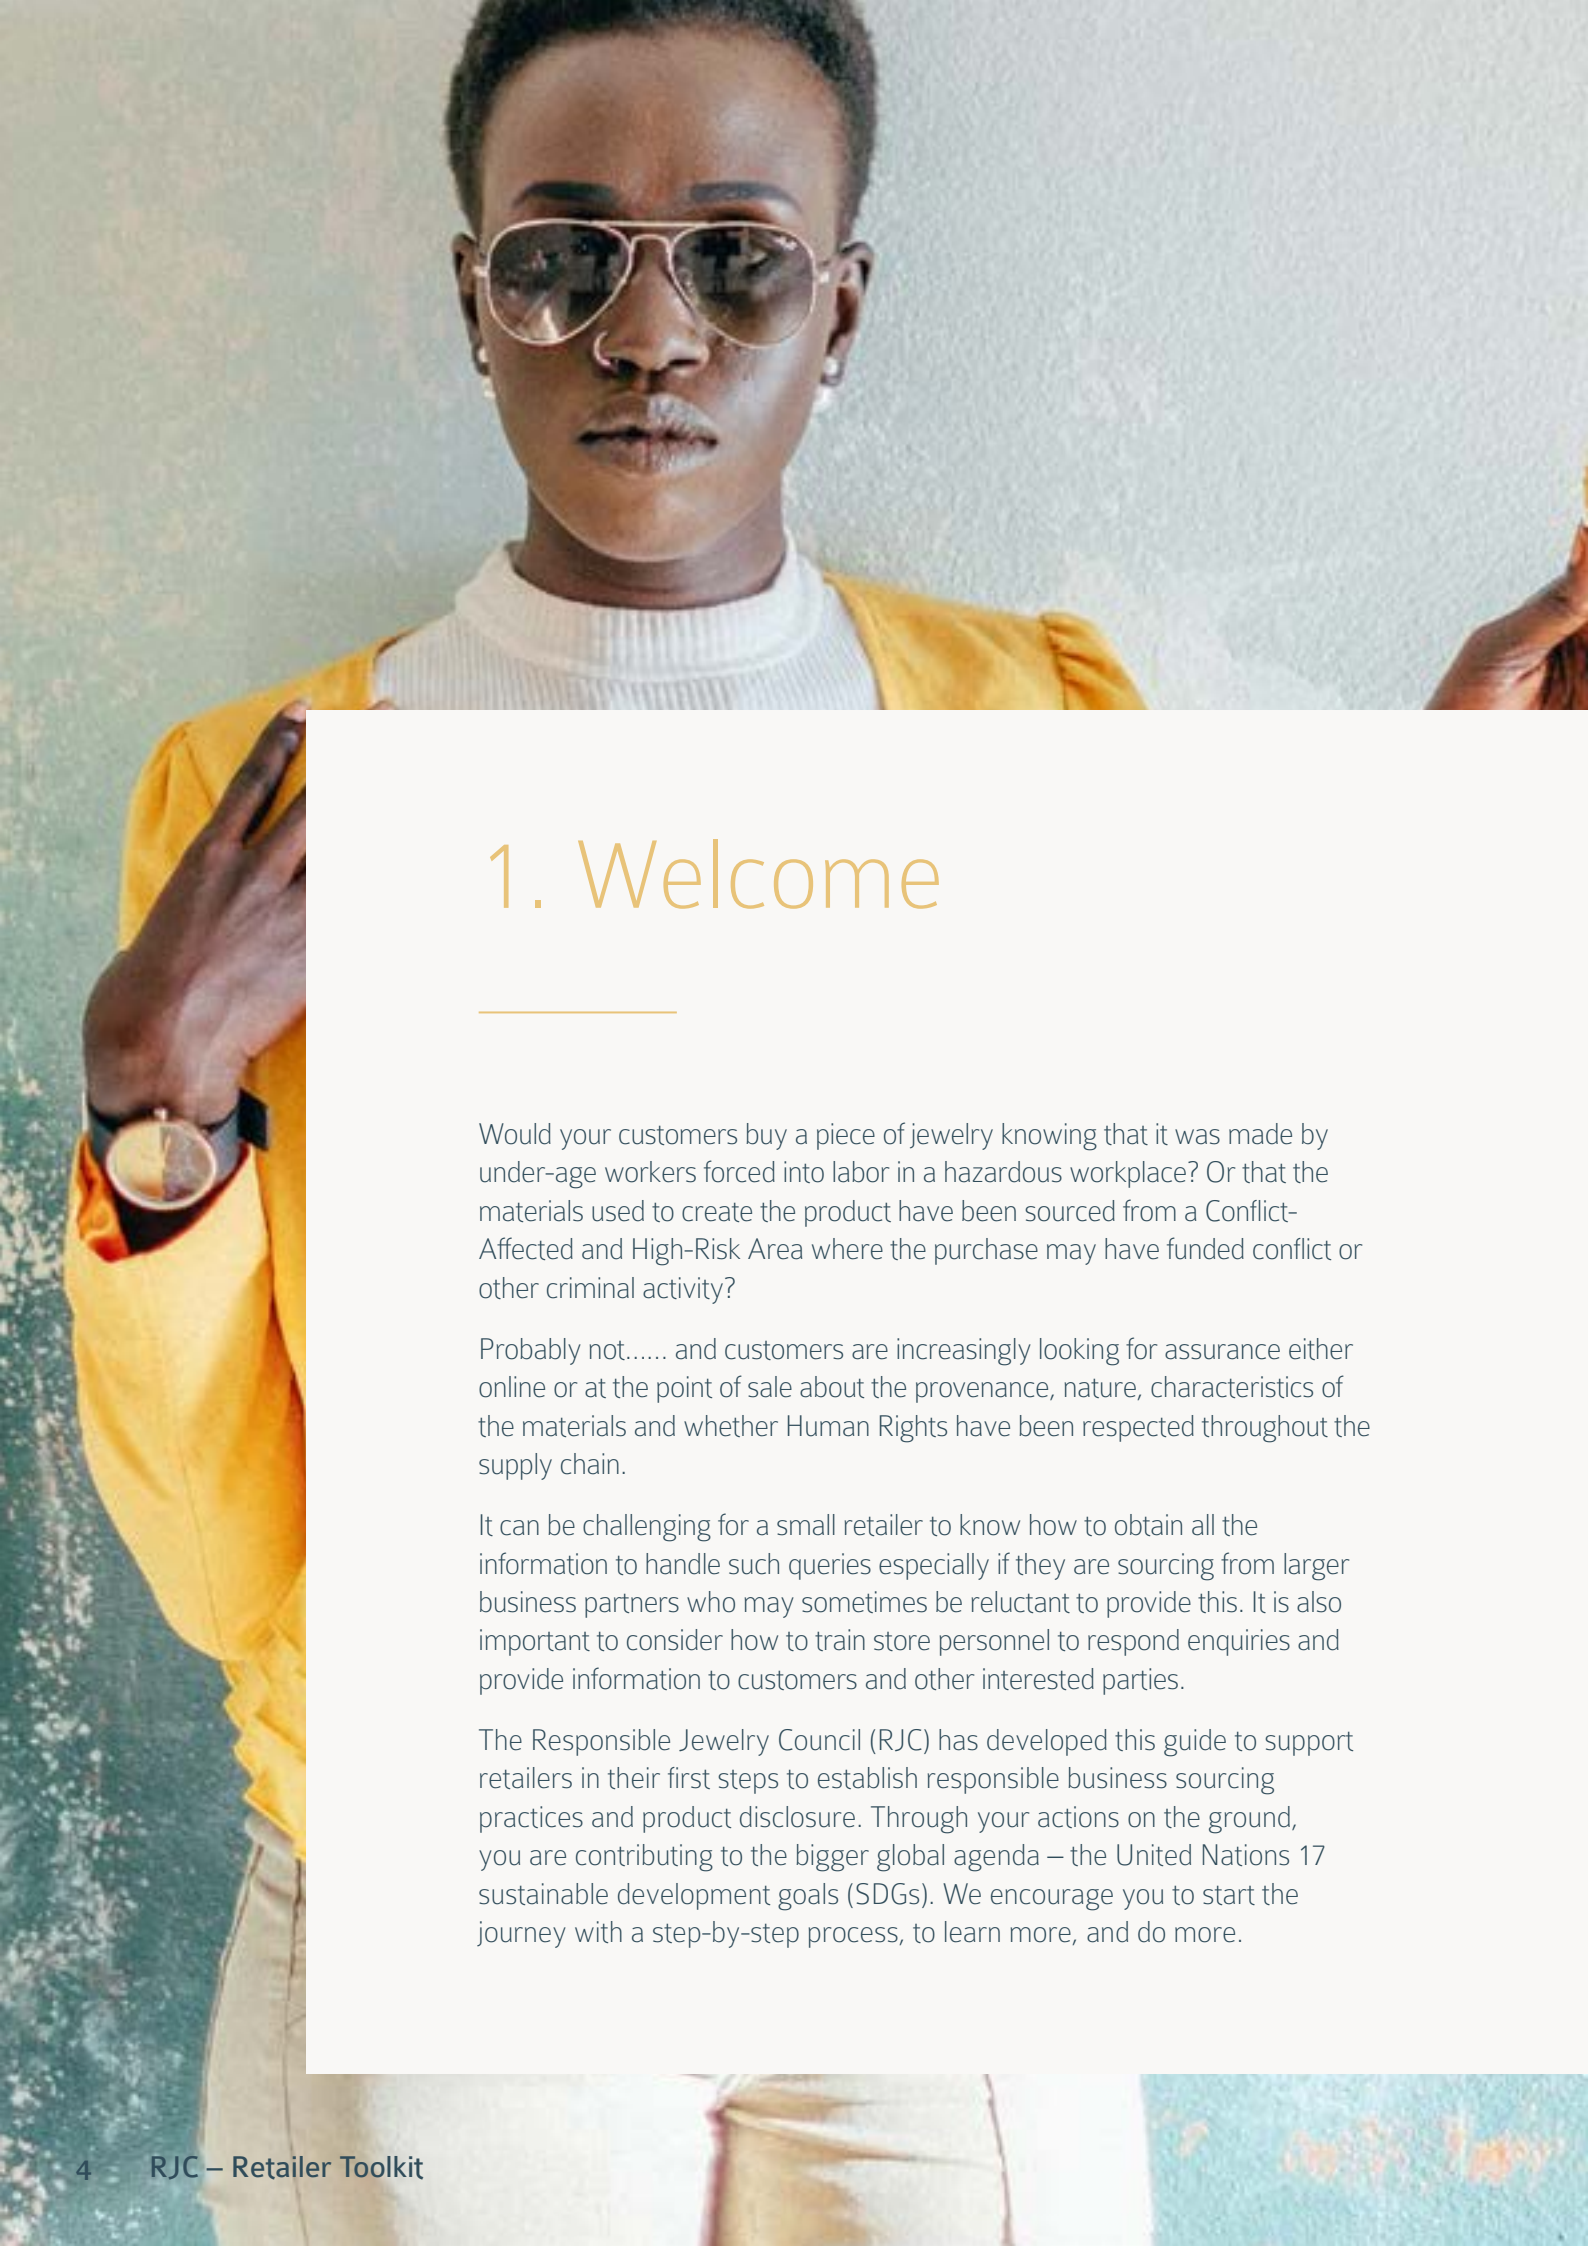 1. Welcome
Would your customers buy a piece of jewelry knowing that it was made by
under-age workers forced into labor in a hazardous workplace? Or that the
materials used to create the product have been sourced from a Conflict-
Affected and High-Risk Area where the purchase may have funded conflict or
other criminal activity?
Probably not...... and customers are increasingly looking for assurance either
online or at the point of sale about the provenance, nature, characteristics of
the materials and whether Human Rights have been respected throughout the
supply chain.
It can be challenging for a small retailer to know how to obtain all the
information to handle such queries especially if they are sourcing from larger
business partners who may sometimes be reluctant to provide this. It is also
important to consider how to train store personnel to respond enquiries and
provide information to customers and other interested parties.
The Responsible Jewelry Council (RJC) has developed this guide to support
retailers in their first steps to establish responsible business sourcing
practices and product disclosure. Through your actions on the ground,
you are contributing to the bigger global agenda – the United Nations 17
sustainable development goals (SDGs). We encourage you to start the
journey with a step-by-step process, to learn more, and do more.
4 RJC – Retailer Toolkit